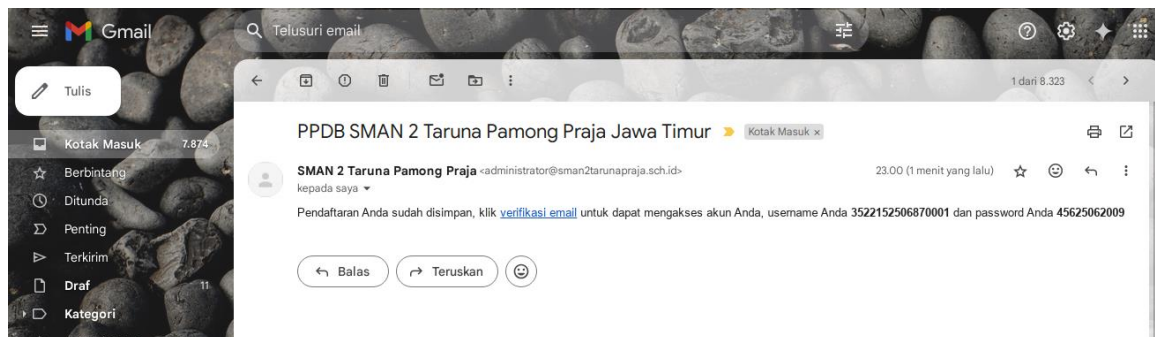 Gmail
Telusuri email
Tulis
1 dari 8.323
Kotak Masuk 7.874
Berbintang
Ditunda
Penting
Terkirim
Draf 11
Kategori
PPDB SMAN 2 Taruna Pamong Praja Jawa Timur Kotak Masuk ×
SMAN 2 Taruna Pamong Praja <administrator@sman2tarunapraja.sch.id> 23.00 (1 menit yang lalu)
kepada saya
Pendaftaran Anda sudah disimpan, klik verifikasi email untuk dapat mengakses akun Anda, username Anda 3522152506870001 dan password Anda 45625062009
Balas Teruskan